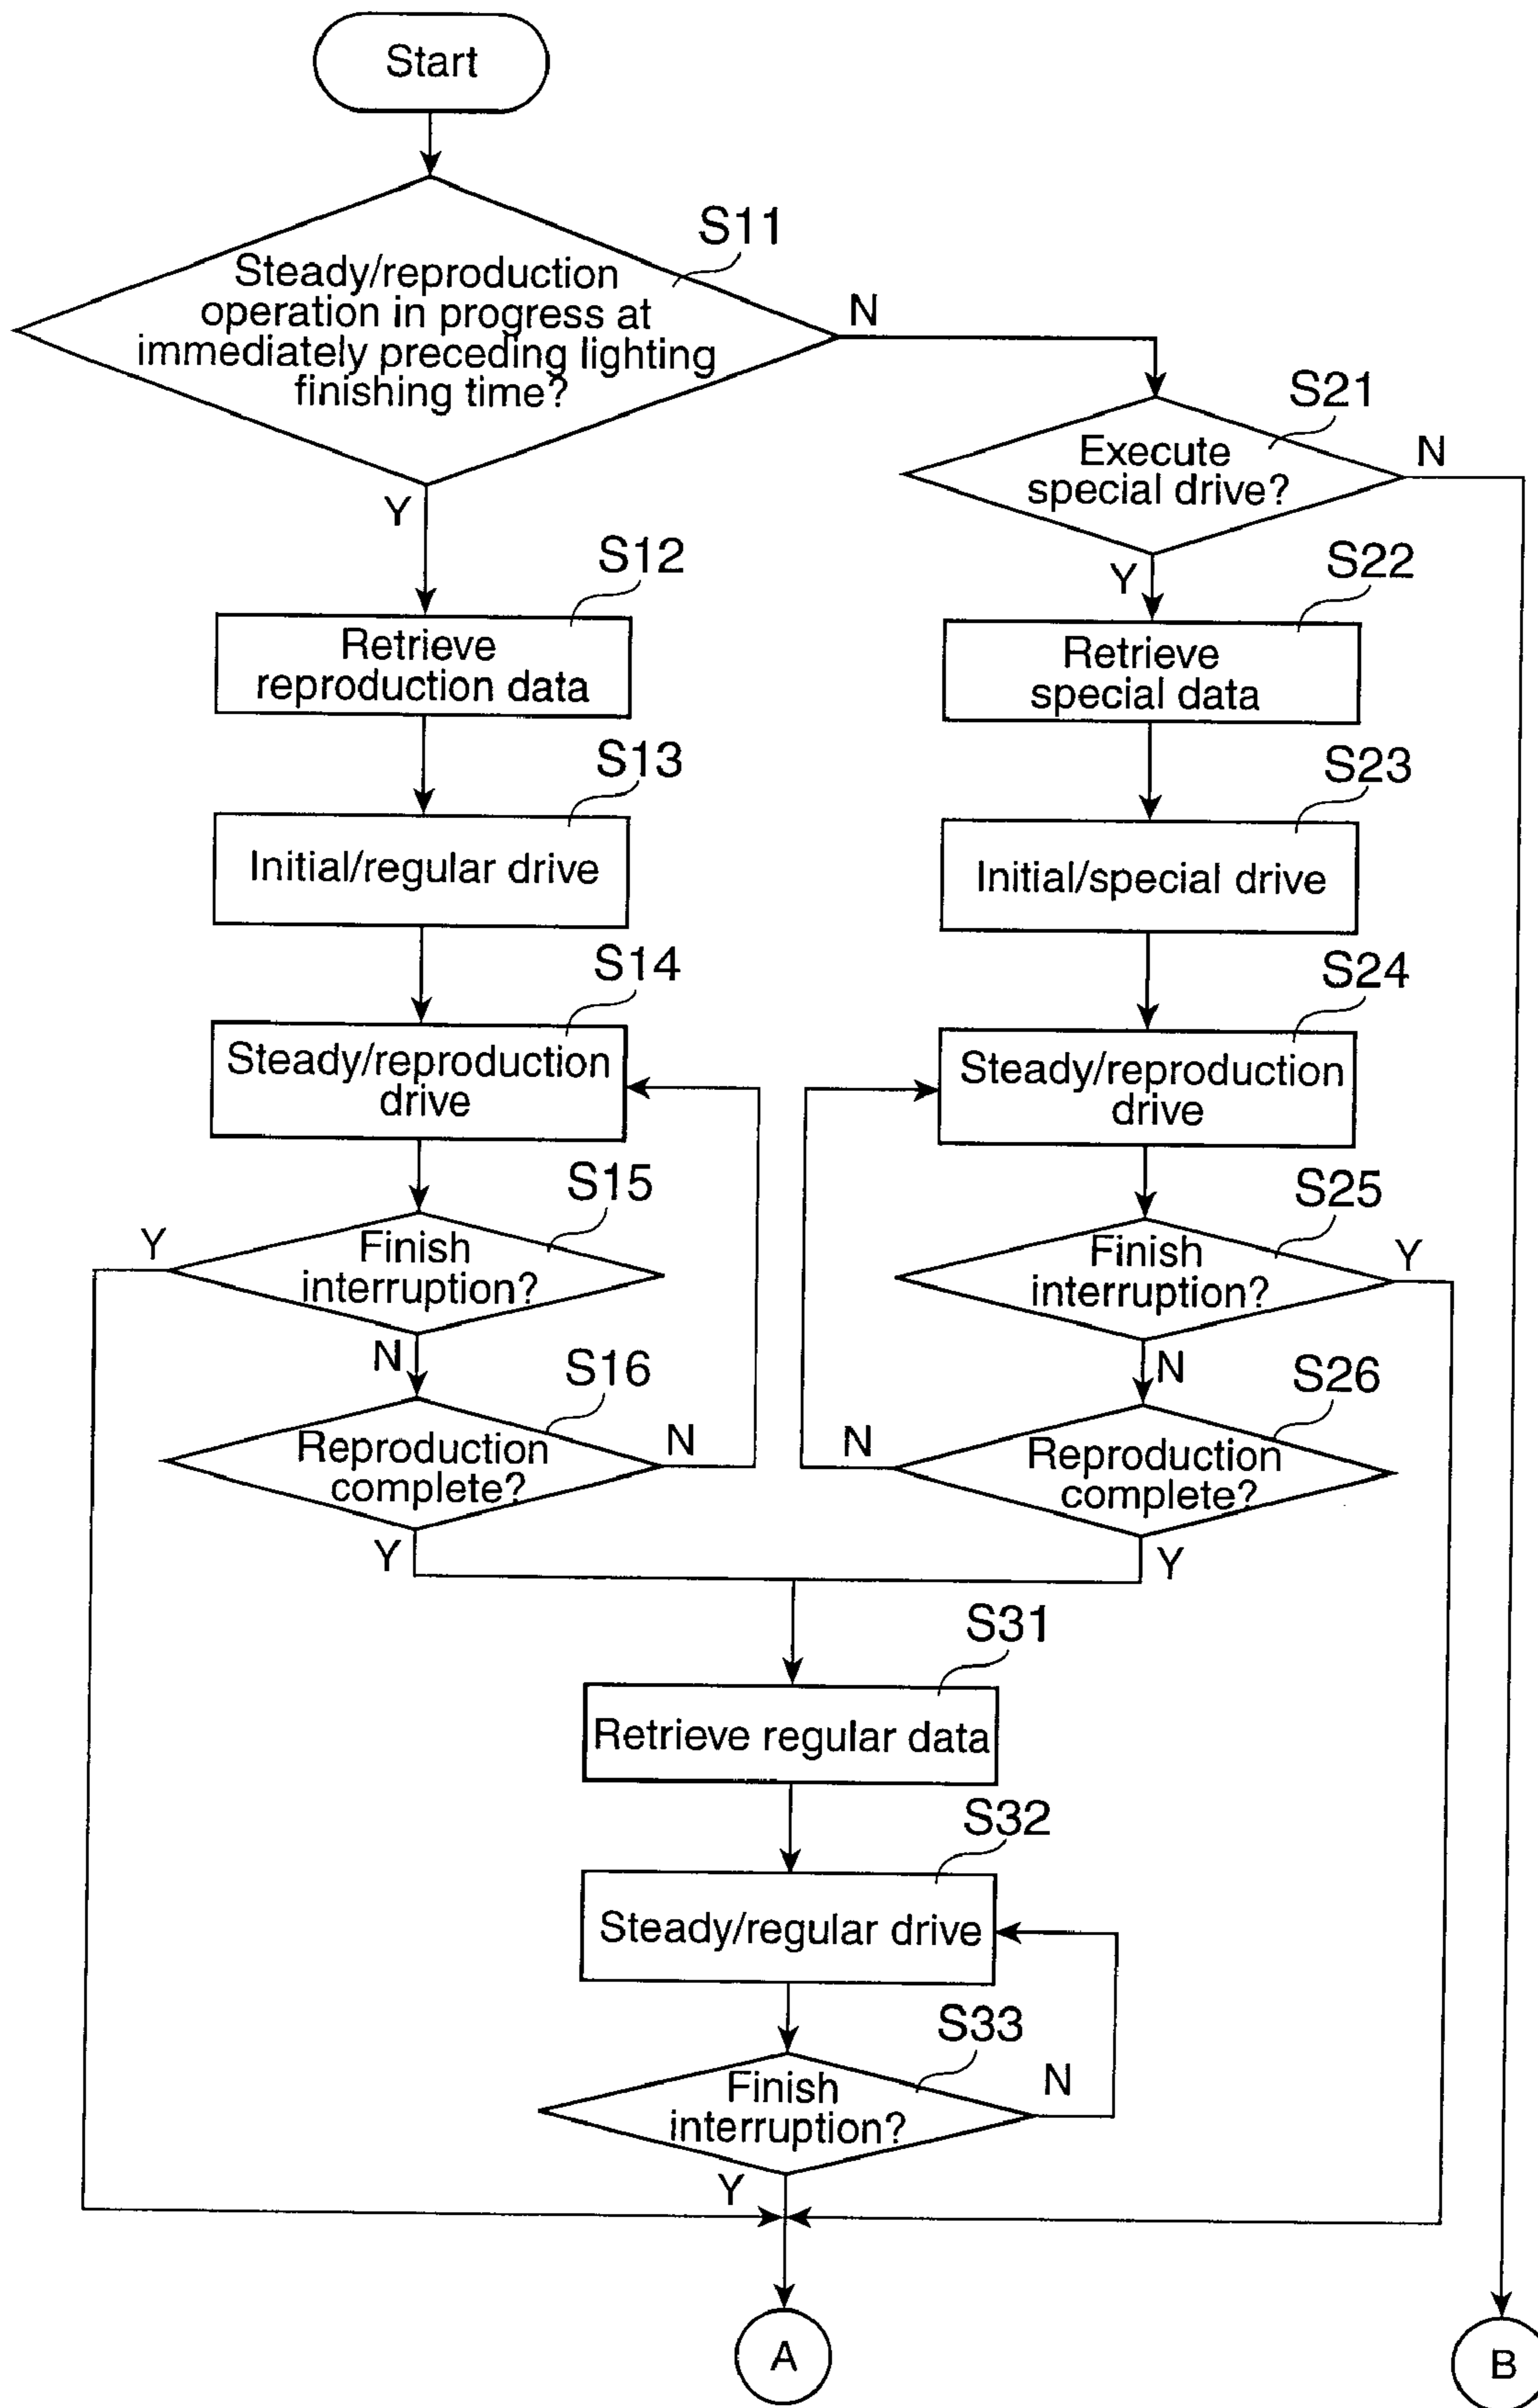 Start
S11
Steady/reproduction
operation in progress at
immediately preceding lighting
finishing time?
N
Y
S21
Execute
special drive?
N
Y
S12
Retrieve
reproduction data
S22
Retrieve
special data
S13
Initial/regular drive
S23
Initial/special drive
S14
Steady/reproduction
drive
S24
Steady/reproduction
drive
S15
Finish
interruption?
Y
N
S25
Finish
interruption?
Y
N
S16
Reproduction
complete?
N
Y
S26
Reproduction
complete?
N
Y
S31
Retrieve regular data
S32
Steady/regular drive
S33
Finish
interruption?
N
Y
A
B